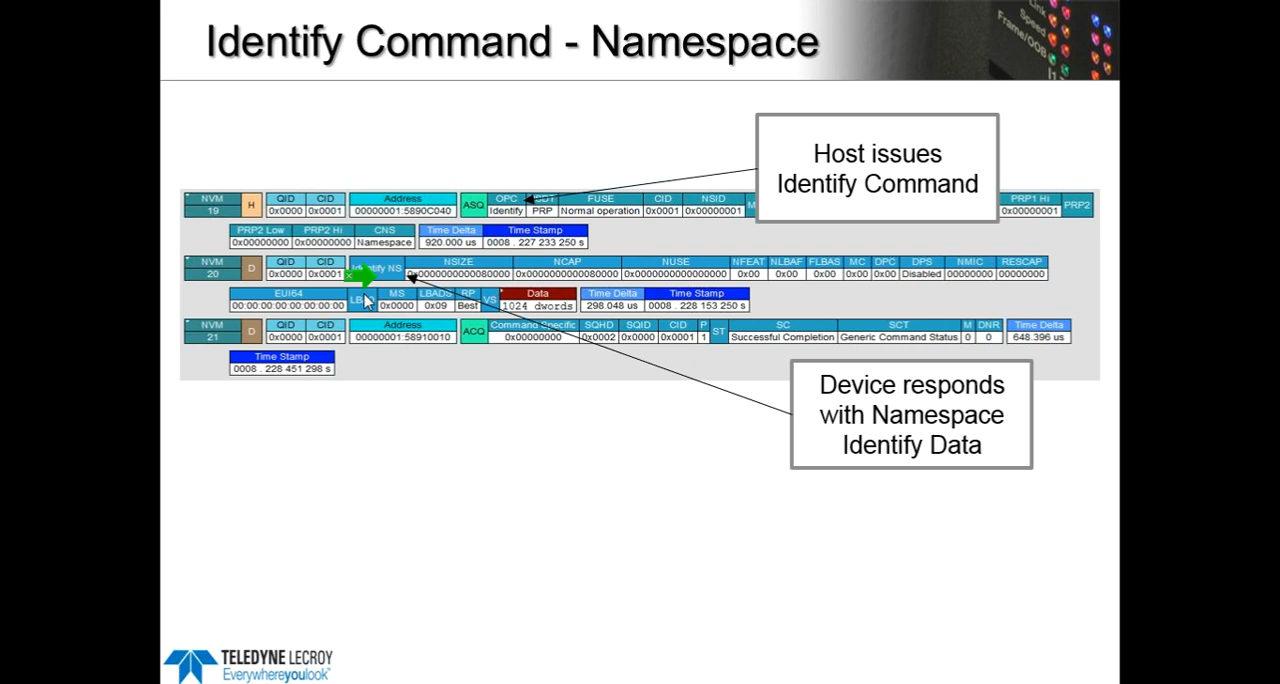 Identify Command - Namespace
Link
Speed
Frame/OOB
Host issues
Identify Command
NVM H QID CID Address ASQ OPC FUSE CID NSID PRP1 Hi PRP2
19 0x0000 0x0001 00000001:5890C040 Identify PRP Normal operation 0x0001 0x00000001 0x00000001
PRP2 Low PRP2 Hi CNS Time Delta Time Stamp
0x00000000 0x00000000 Namespace 920.000 us 0008 . 227 233 250 s
NVM D QID CID Identify NS NSIZE NCAP NUSE NFEAT NLBAF FLBAS MC DPC DPS NMIC RESCAP
20 0x0000 0x0001 0x0000000000080000 0x0000000000080000 0x0000000000000000 0x00 0x00 0x00 0x00 0x00 Disabled 00000000 00000000
EUI64 MS LBADS RP VS Data Time Delta Time Stamp
00:00:00:00:00:00:00:00 0x0000 0x09 Best 1024 dwords 298.048 us 0008 . 228 153 250 s
NVM D QID CID Address ACQ Command Specific SQHD SQID CID P ST SC SCT M DNR Time Delta
21 0x0000 0x0001 00000001:58910010 0x00000000 0x0002 0x0000 0x0001 1 Successful Completion Generic Command Status 0 0 648.396 us
Time Stamp
0008 . 228 451 298 s
Device responds
with Namespace
Identify Data
TELEDYNE LECROY
Everywhereyoulook™